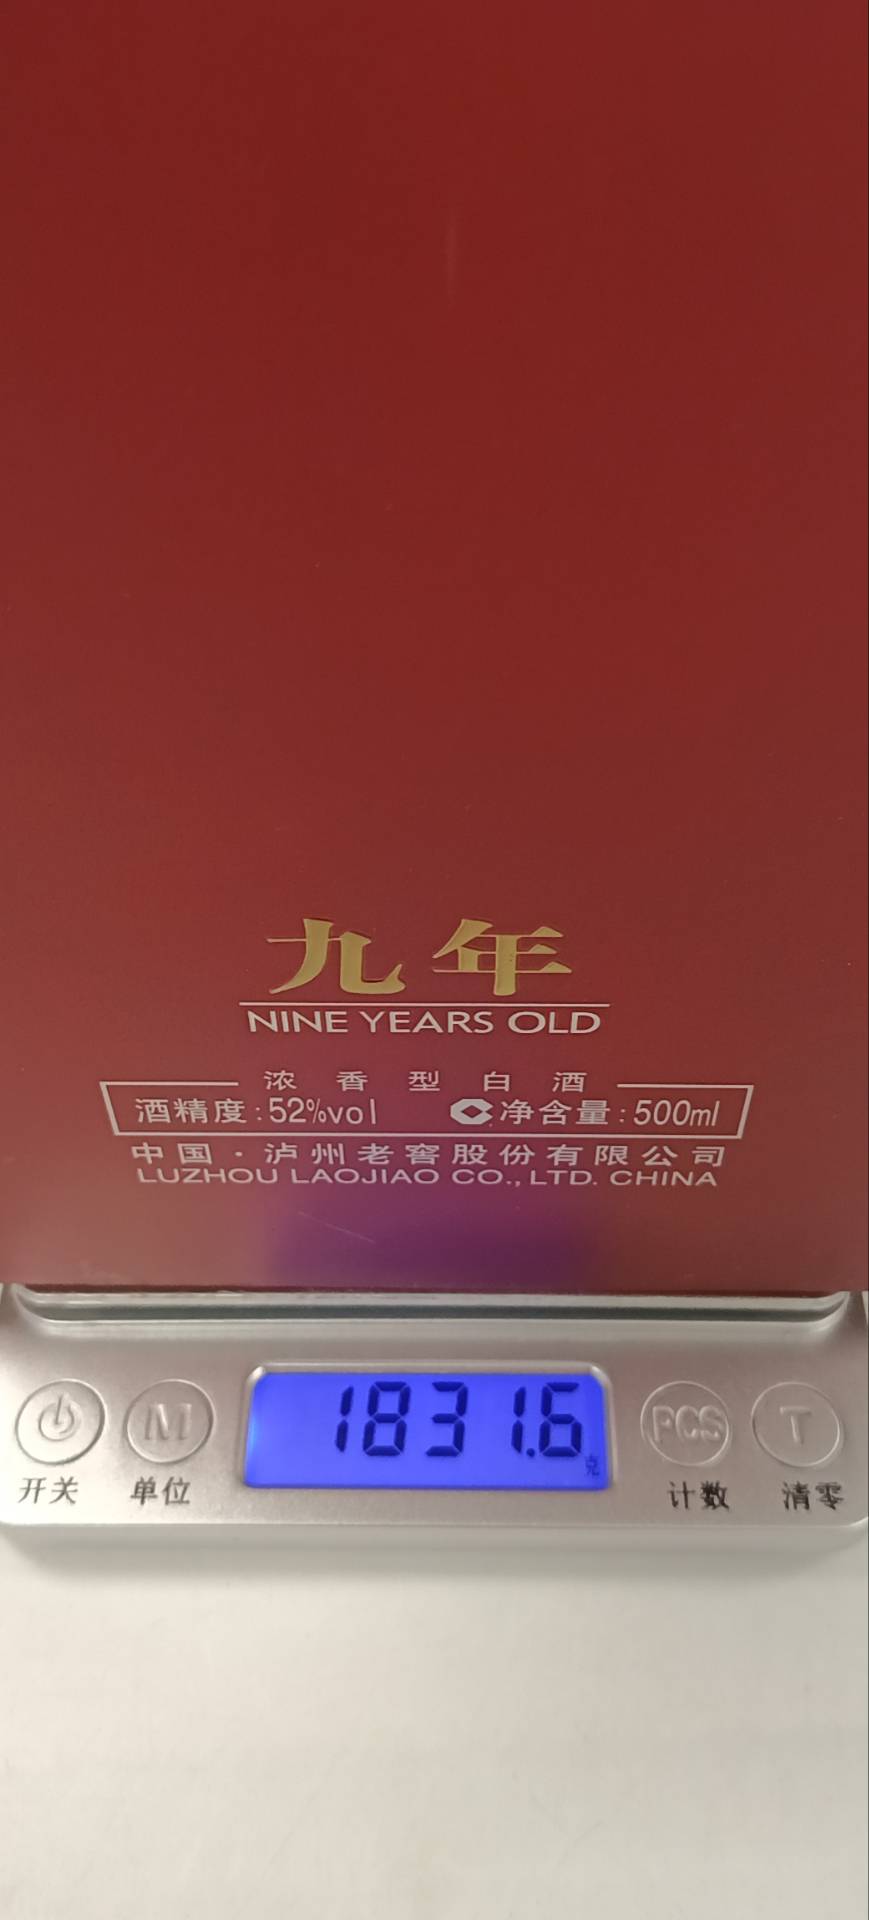 九年
NINE YEARS OLD
浓香型白酒
酒精度:52%vol 净含量:500ml
中国·泸州老窖股份有限公司
LUZHOU LAOJIAO CO., LTD. CHINA
1831.6
克
M PCS T
开关 单位 计数 清零